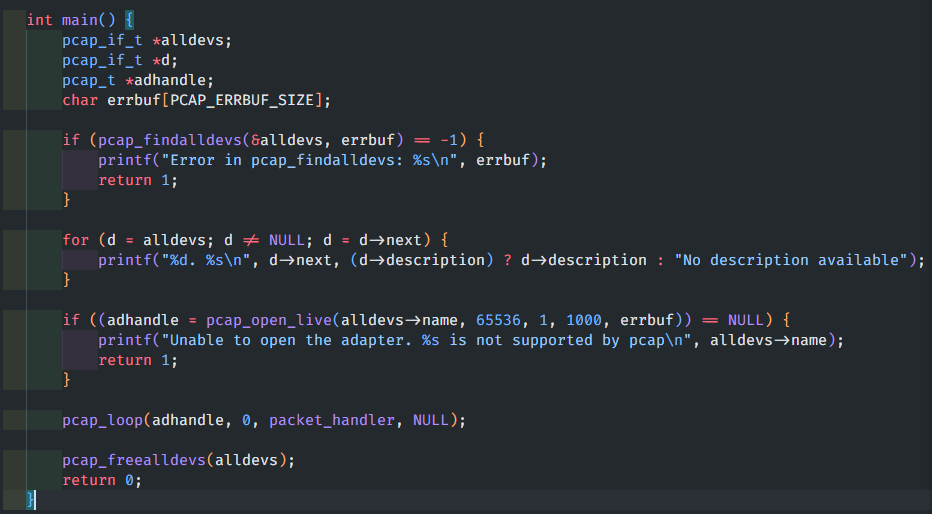 int main() {
    pcap_if_t *alldevs;
    pcap_if_t *d;
    pcap_t *adhandle;
    char errbuf[PCAP_ERRBUF_SIZE];
    if (pcap_findalldevs(&alldevs, errbuf) == -1) {
        printf("Error in pcap_findalldevs: %s\n", errbuf);
        return 1;
    }
    for (d = alldevs; d != NULL; d = d->next) {
        printf("%d. %s\n", d->next, (d->description) ? d->description : "No description available");
    }
    if ((adhandle = pcap_open_live(alldevs->name, 65536, 1, 1000, errbuf)) == NULL) {
        printf("Unable to open the adapter. %s is not supported by pcap\n", alldevs->name);
        return 1;
    }
    pcap_loop(adhandle, 0, packet_handler, NULL);
    pcap_freealldevs(alldevs);
    return 0;
}